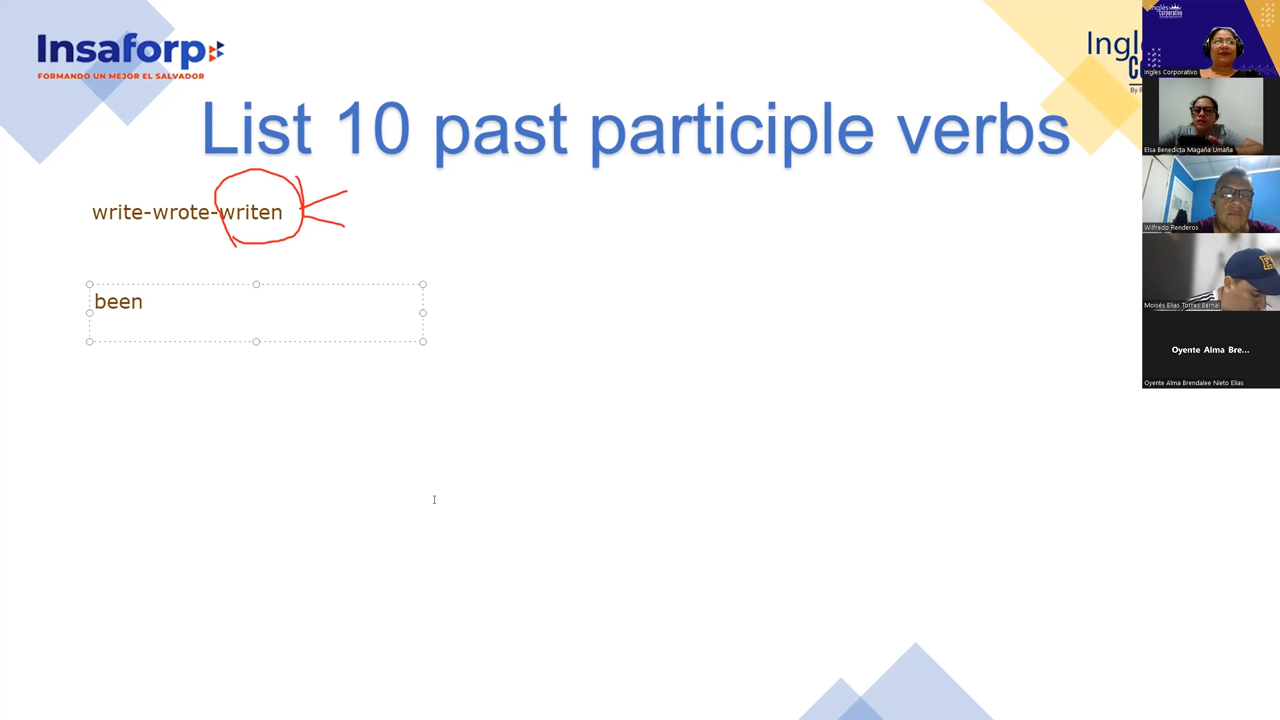 Insaforp
FORMANDO UN MEJOR EL SALVADOR
List 10 past participle verbs
write-wrote-writen
been
Ingles Corporativo
Elsa Benedicta Magaña Umaña
Wilfredo Renderos
Moisés Elias Torres Bernal
Oyente Alma Bre...
Oyente Alma Brendalee Nieto Elias